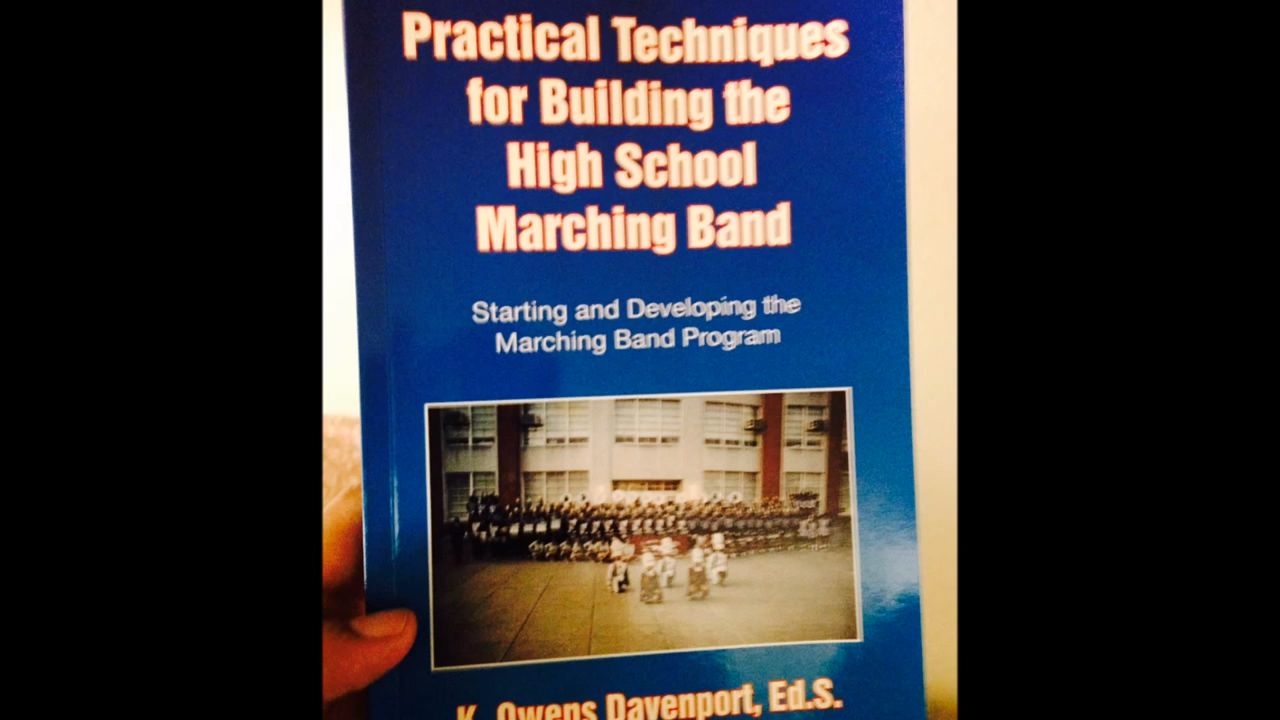 Practical Techniques
for Building the
High School
Marching Band
Starting and Developing the
Marching Band Program
K. Owens Davenport, Ed.S.